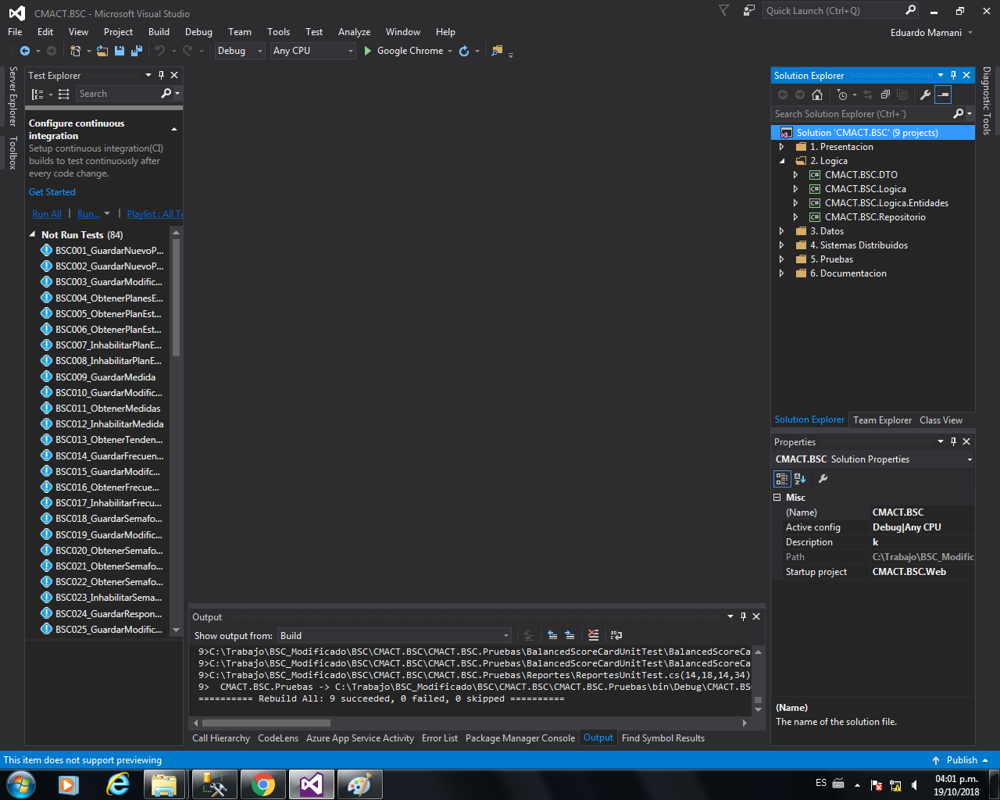 CMACT.BSC - Microsoft Visual Studio
Quick Launch (Ctrl+Q)
File Edit View Project Build Debug Team Tools Test Analyze Window Help
Eduardo Mamani
Debug Any CPU Google Chrome
Server Explorer
Toolbox
Test Explorer
Search
Configure continuous
integration
Setup continuous integration(CI)
builds to test continuously after
every code change.
Get Started
Run All | Run... | Playlist : All Te
Not Run Tests (84)
BSC001_GuardarNuevoP...
BSC002_GuardarNuevoP...
BSC003_GuardarModific...
BSC004_ObtenerPlanesE...
BSC005_ObtenerPlanEst...
BSC006_ObtenerPlanEst...
BSC007_InhabilitarPlanE...
BSC008_InhabilitarPlanE...
BSC009_GuardarMedida
BSC010_GuardarModific...
BSC011_ObtenerMedidas
BSC012_InhabilitarMedida
BSC013_ObtenerTenden...
BSC014_GuardarFrecuen...
BSC015_GuardarModifc...
BSC016_ObtenerFrecue...
BSC017_InhabilitarFrecu...
BSC018_GuardarSemafo...
BSC019_GuardarModific...
BSC020_ObtenerSemafo...
BSC021_ObtenerSemafo...
BSC022_ObtenerSemafo...
BSC023_InhabilitarSema...
BSC024_GuardarRespon...
BSC025_GuardarModific...
Output
Show output from: Build
9>C:\Trabajo\BSC_Modificado\BSC\CMACT.BSC\CMACT.BSC.Pruebas\BalancedScoreCardUnitTest\BalancedScoreCa
9>C:\Trabajo\BSC_Modificado\BSC\CMACT.BSC\CMACT.BSC.Pruebas\BalancedScoreCardUnitTest\BalancedScoreCa
9>C:\Trabajo\BSC_Modificado\BSC\CMACT.BSC\CMACT.BSC.Pruebas\Reportes\ReportesUnitTest.cs(14,18,14,34)
9>  CMACT.BSC.Pruebas -> C:\Trabajo\BSC_Modificado\BSC\CMACT.BSC\CMACT.BSC.Pruebas\bin\Debug\CMACT.BS
========== Rebuild All: 9 succeeded, 0 failed, 0 skipped ==========
Call Hierarchy CodeLens Azure App Service Activity Error List Package Manager Console Output Find Symbol Results
Solution Explorer
Search Solution Explorer (Ctrl+´)
Solution 'CMACT.BSC' (9 projects)
1. Presentacion
2. Logica
C# CMACT.BSC.DTO
C# CMACT.BSC.Logica
C# CMACT.BSC.Logica.Entidades
C# CMACT.BSC.Repositorio
3. Datos
4. Sistemas Distribuidos
5. Pruebas
6. Documentacion
Solution Explorer Team Explorer Class View
Properties
CMACT.BSC Solution Properties
Misc
(Name) CMACT.BSC
Active config Debug|Any CPU
Description k
Path C:\Trabajo\BSC_Modific
Startup project CMACT.BSC.Web
(Name)
The name of the solution file.
Diagnostic Tools
This item does not support previewing
Publish
ES
04:01 p.m.
19/10/2018